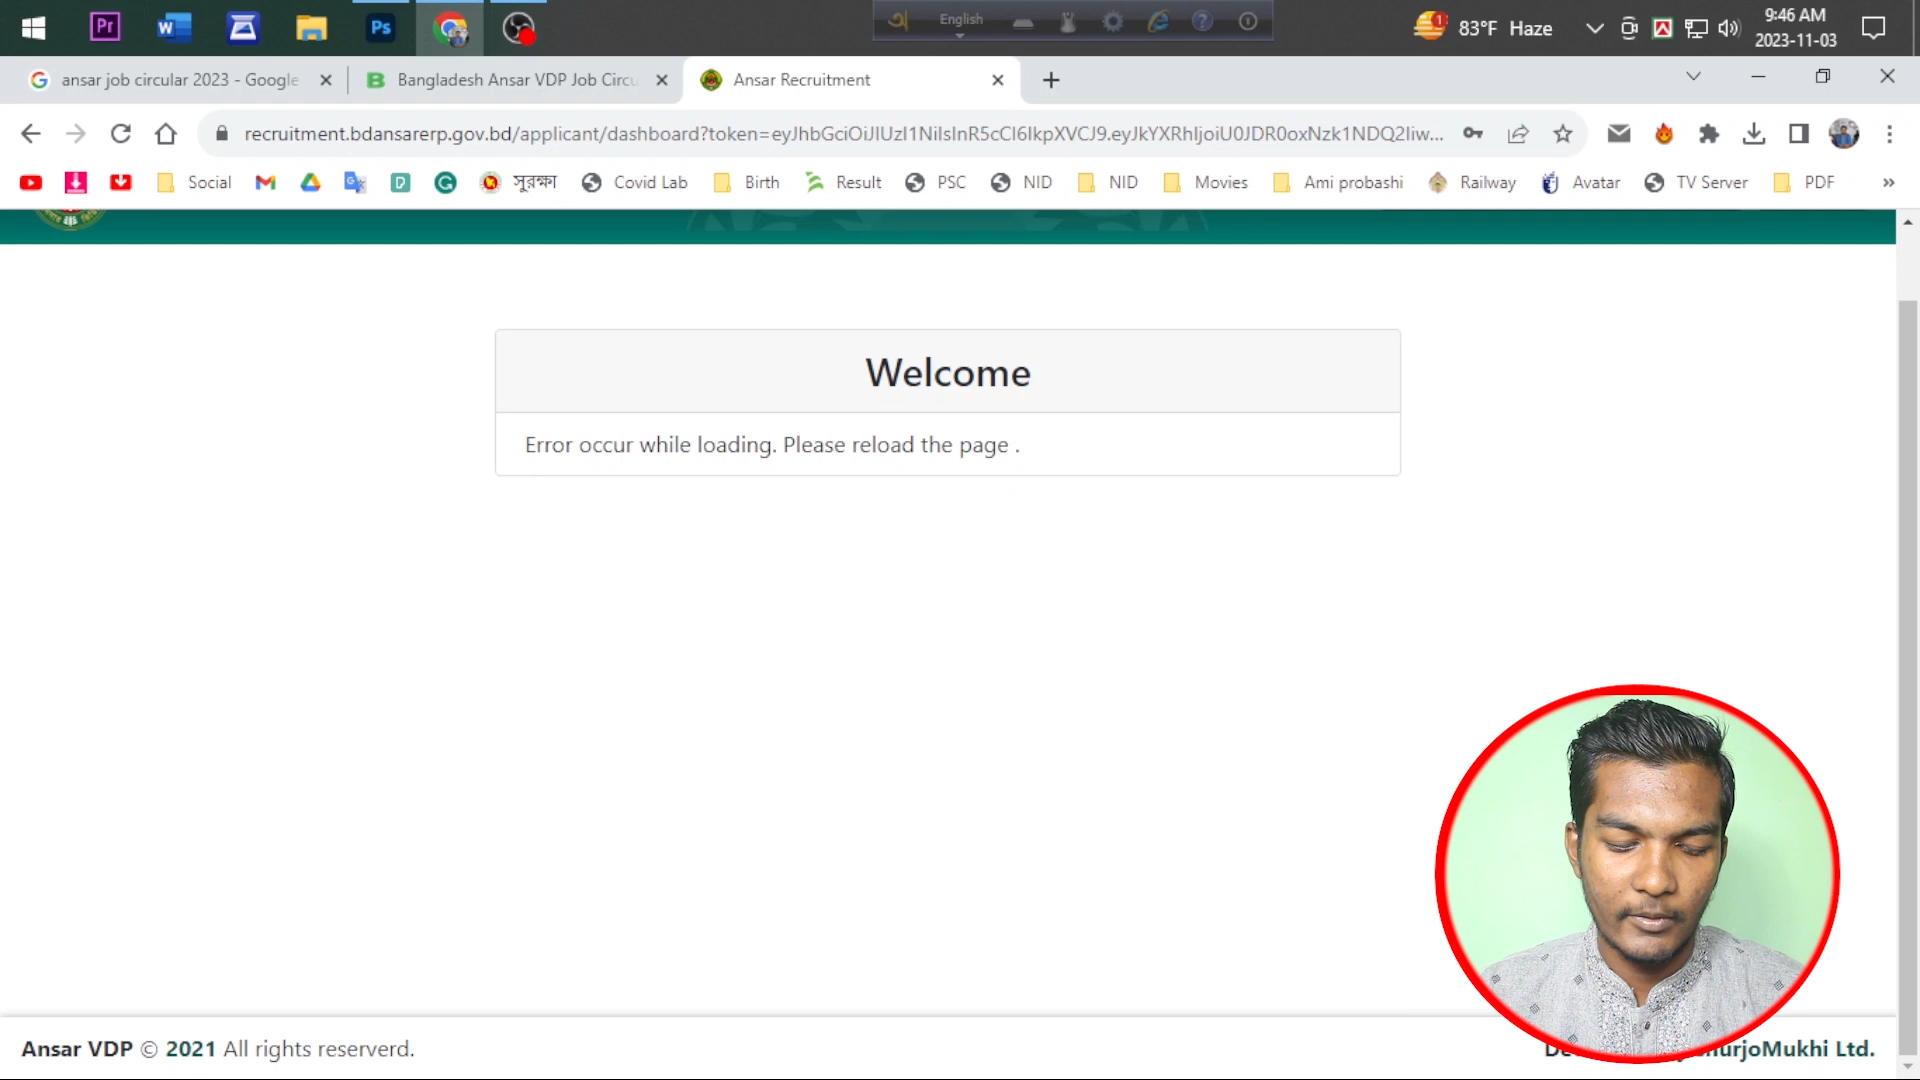 English
83°F Haze
9:46 AM
2023-11-03
ansar job circular 2023 - Google
Bangladesh Ansar VDP Job Circu
Ansar Recruitment
recruitment.bdansarerp.gov.bd/applicant/dashboard?token=eyJhbGciOiJIUzI1NiIsInR5cCI6IkpXVCJ9.eyJkYXRhIjoiU0JDR0oxNzk1NDQ2Iiw...
Social
সুরক্ষা
Covid Lab
Birth
Result
PSC
NID
NID
Movies
Ami probashi
Railway
Avatar
TV Server
PDF
Welcome
Error occur while loading. Please reload the page .
Ansar VDP © 2021 All rights reserverd.
urjoMukhi Ltd.